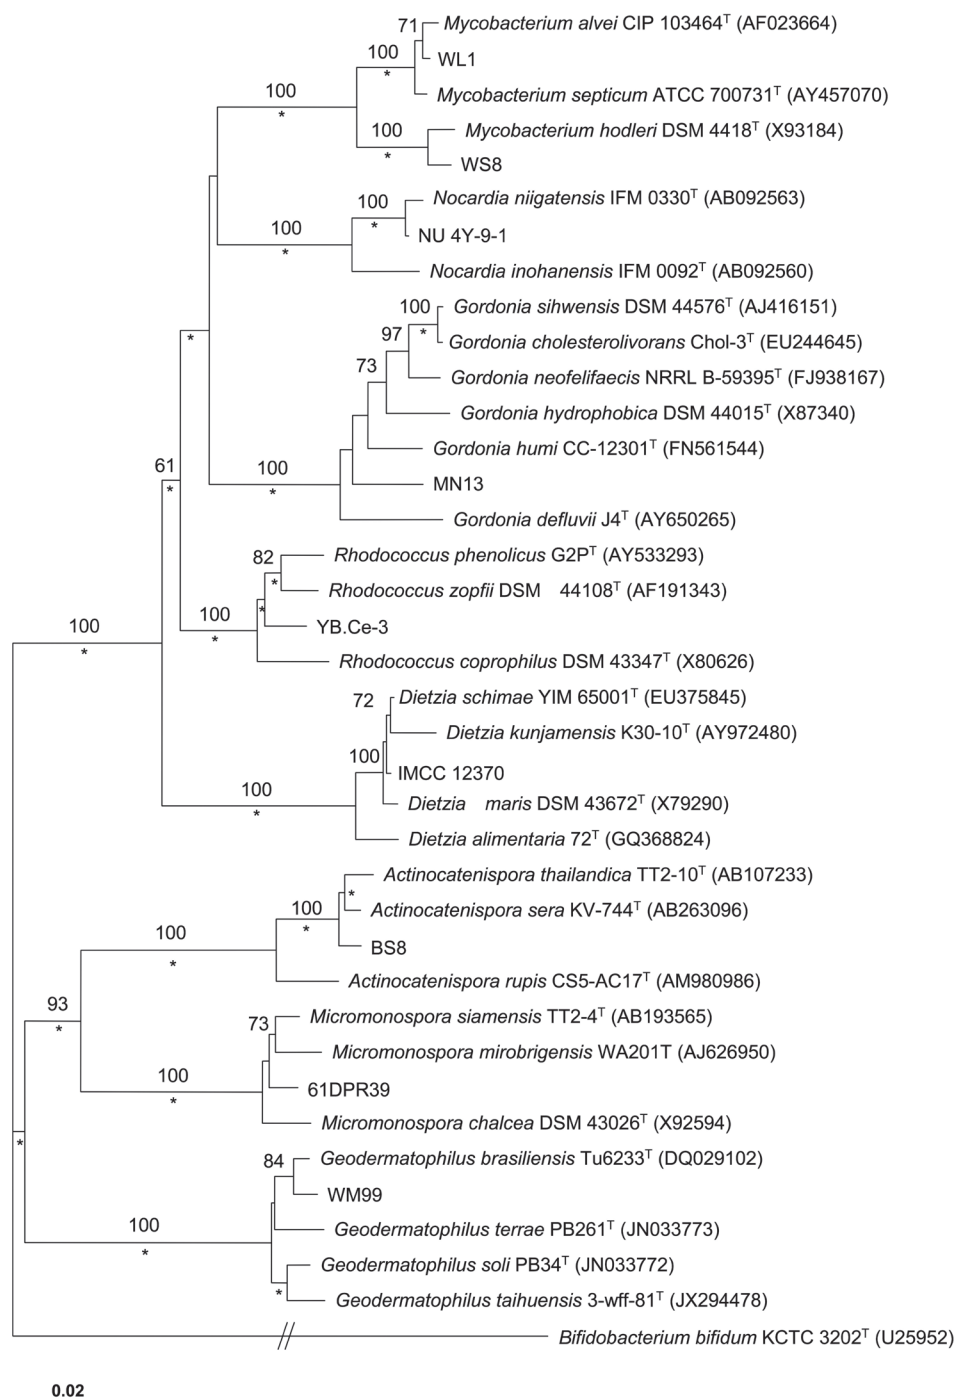 71
Mycobacterium alvei CIP 103464ᵀ (AF023664)
100
*
WL1
Mycobacterium septicum ATCC 700731ᵀ (AY457070)
100
*
100
*
Mycobacterium hodleri DSM 4418ᵀ (X93184)
WS8
Nocardia niigatensis IFM 0330ᵀ (AB092563)
100
*
NU 4Y-9-1
100
*
Nocardia inohanensis IFM 0092ᵀ (AB092560)
100
*
Gordonia sihwensis DSM 44576ᵀ (AJ416151)
*
97
Gordonia cholesterolivorans Chol-3ᵀ (EU244645)
73
Gordonia neofelifaecis NRRL B-59395ᵀ (FJ938167)
Gordonia hydrophobica DSM 44015ᵀ (X87340)
Gordonia humi CC-12301ᵀ (FN561544)
61
*
100
*
MN13
Gordonia defluvii J4ᵀ (AY650265)
82
*
Rhodococcus phenolicus G2Pᵀ (AY533293)
Rhodococcus zopfii DSM 44108ᵀ (AF191343)
*
100
*
YB.Ce-3
100
*
Rhodococcus coprophilus DSM 43347ᵀ (X80626)
72
Dietzia schimae YIM 65001ᵀ (EU375845)
Dietzia kunjamensis K30-10ᵀ (AY972480)
100
IMCC 12370
100
*
Dietzia maris DSM 43672ᵀ (X79290)
Dietzia alimentaria 72ᵀ (GQ368824)
Actinocatenispora thailandica TT2-10ᵀ (AB107233)
*
100
*
Actinocatenispora sera KV-744ᵀ (AB263096)
100
*
BS8
Actinocatenispora rupis CS5-AC17ᵀ (AM980986)
93
*
73
Micromonospora siamensis TT2-4ᵀ (AB193565)
Micromonospora mirobrigensis WA201T (AJ626950)
100
*
61DPR39
Micromonospora chalcea DSM 43026ᵀ (X92594)
*
84
Geodermatophilus brasiliensis Tu6233ᵀ (DQ029102)
WM99
100
*
Geodermatophilus terrae PB261ᵀ (JN033773)
Geodermatophilus soli PB34ᵀ (JN033772)
*
Geodermatophilus taihuensis 3-wff-81ᵀ (JX294478)
Bifidobacterium bifidum KCTC 3202ᵀ (U25952)
0.02